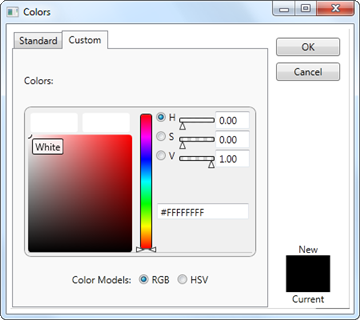 Colors
Standard Custom
OK
Cancel
Colors:
H 0.00
S 0.00
V 1.00
White
#FFFFFFFF
Color Models: RGB HSV
New
Current